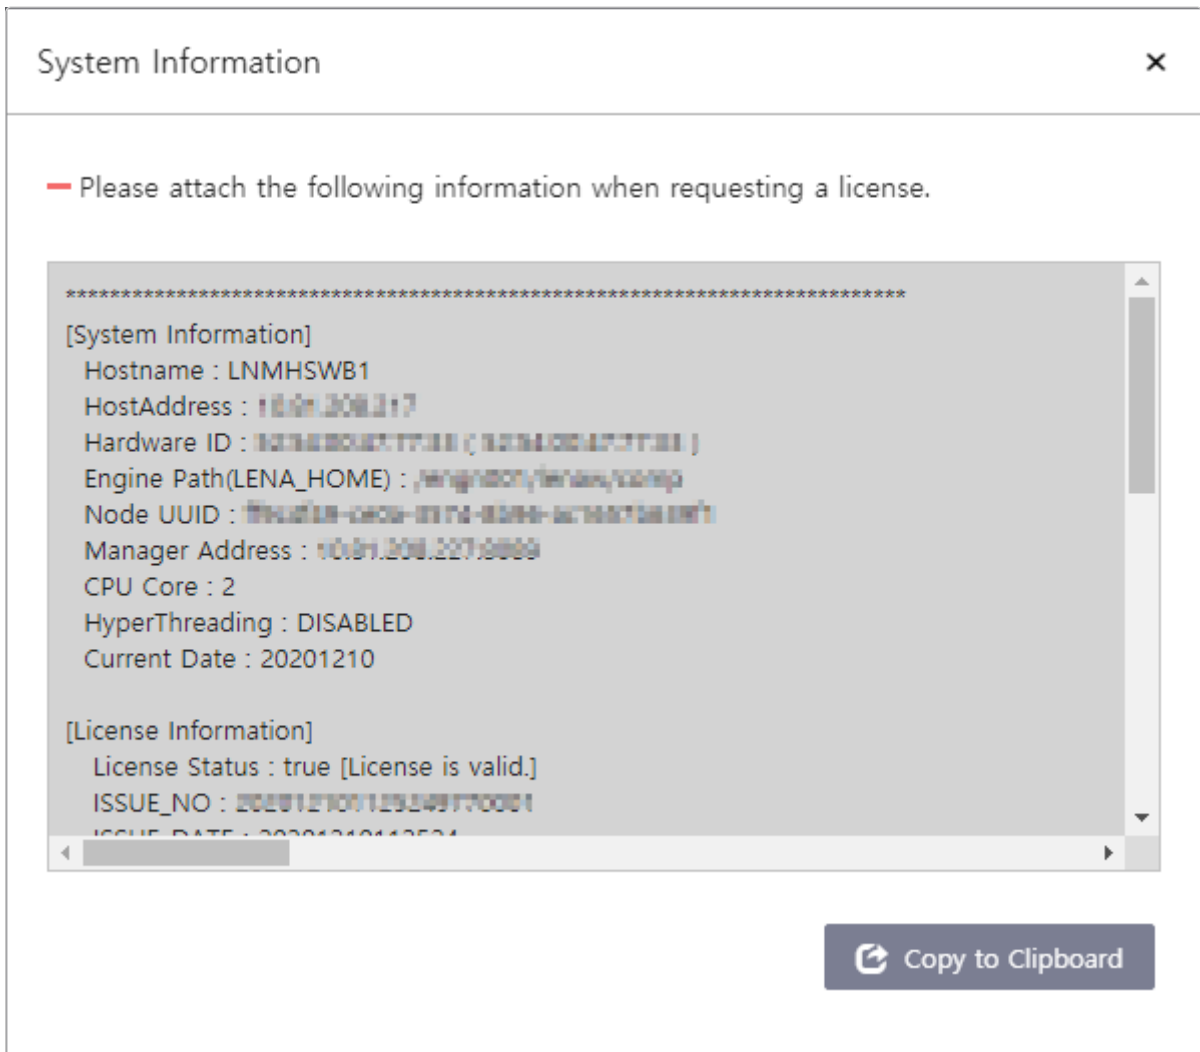 System Information
Please attach the following information when requesting a license.
****************************************************************************
[System Information]
Hostname : LNMHSWB1
HostAddress :
Hardware ID :
Engine Path(LENA_HOME) :
Node UUID :
Manager Address :
CPU Core : 2
HyperThreading : DISABLED
Current Date : 20201210
[License Information]
License Status : true [License is valid.]
ISSUE_NO :
ISSUE_DATE :
Copy to Clipboard